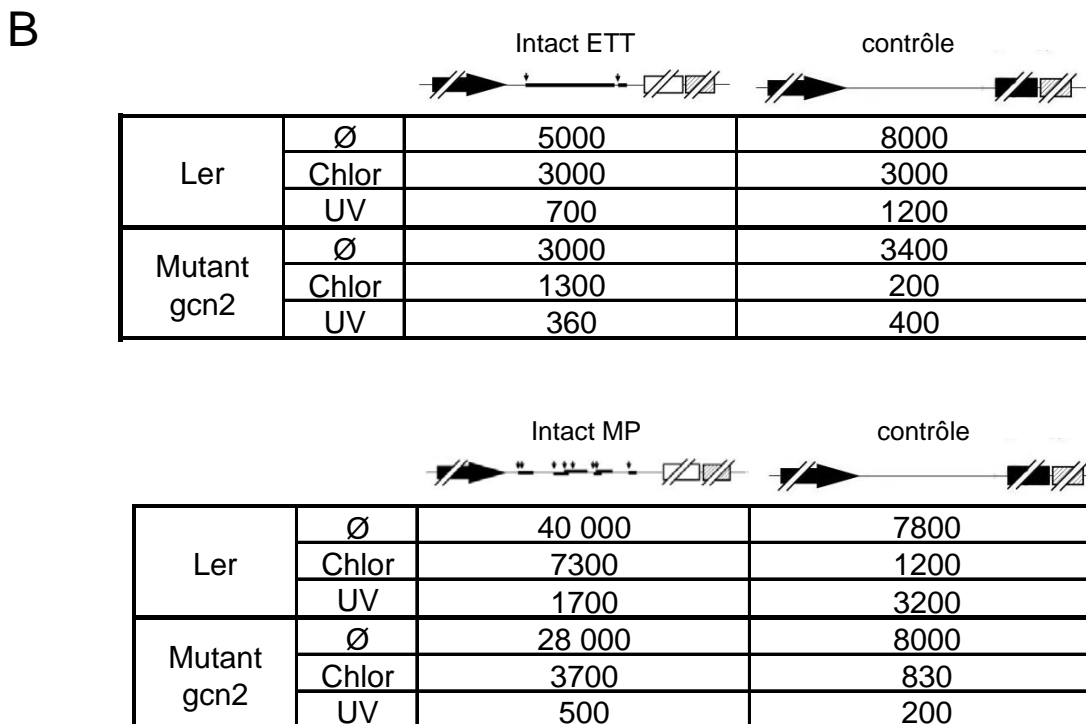 B
Intact ETT contrôle
Ø 5000 8000
Ler Chlor 3000 3000
UV 700 1200
Ø 3000 3400
Mutant gcn2 Chlor 1300 200
UV 360 400
Intact MP contrôle
Ø 40 000 7800
Ler Chlor 7300 1200
UV 1700 3200
Ø 28 000 8000
Mutant gcn2 Chlor 3700 830
UV 500 200